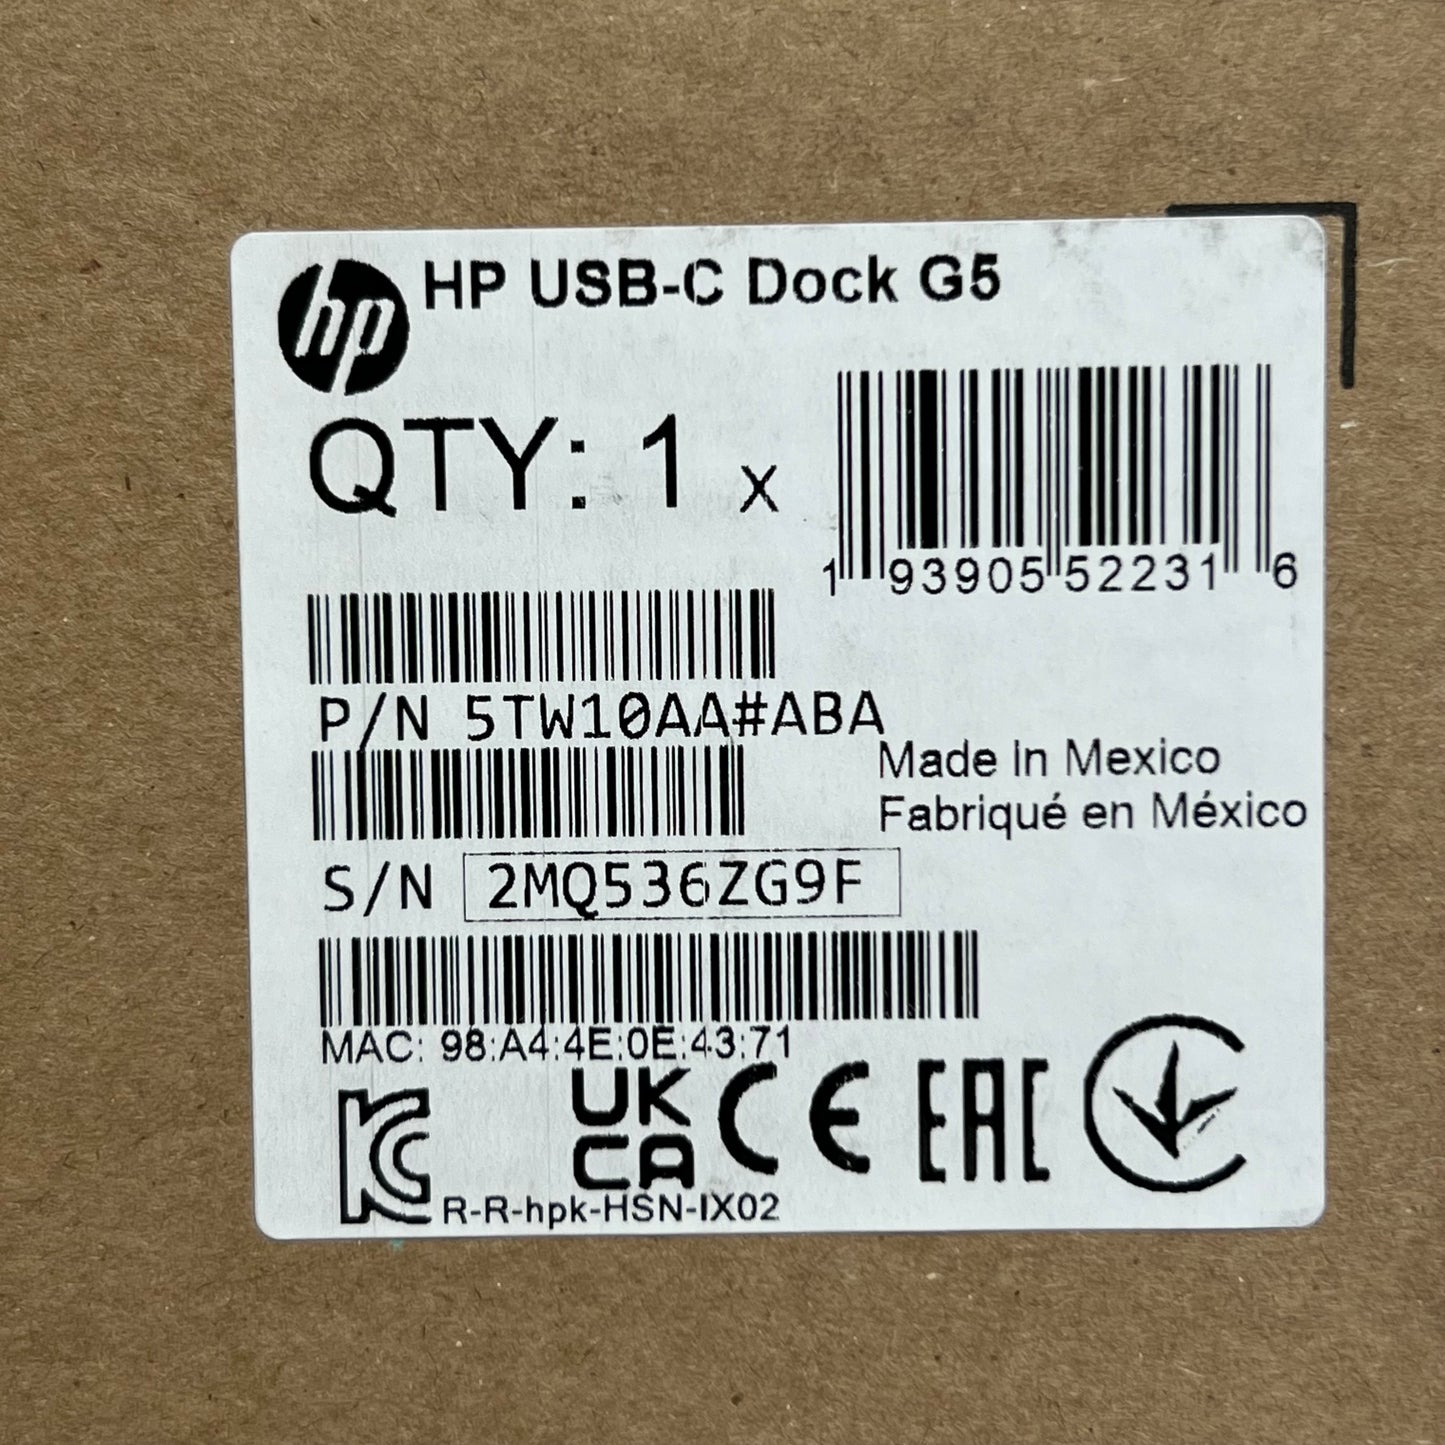 hp HP USB-C Dock G5
QTY: 1 x
1 93905 52231 6
P/N 5TW10AA#ABA
Made In Mexico
Fabriqué en México
S/N 2MQ536ZG9F
MAC: 98:A4:4E:0E:43:71
UK
CA
CE
EAC
R-R-hpk-HSN-IX02